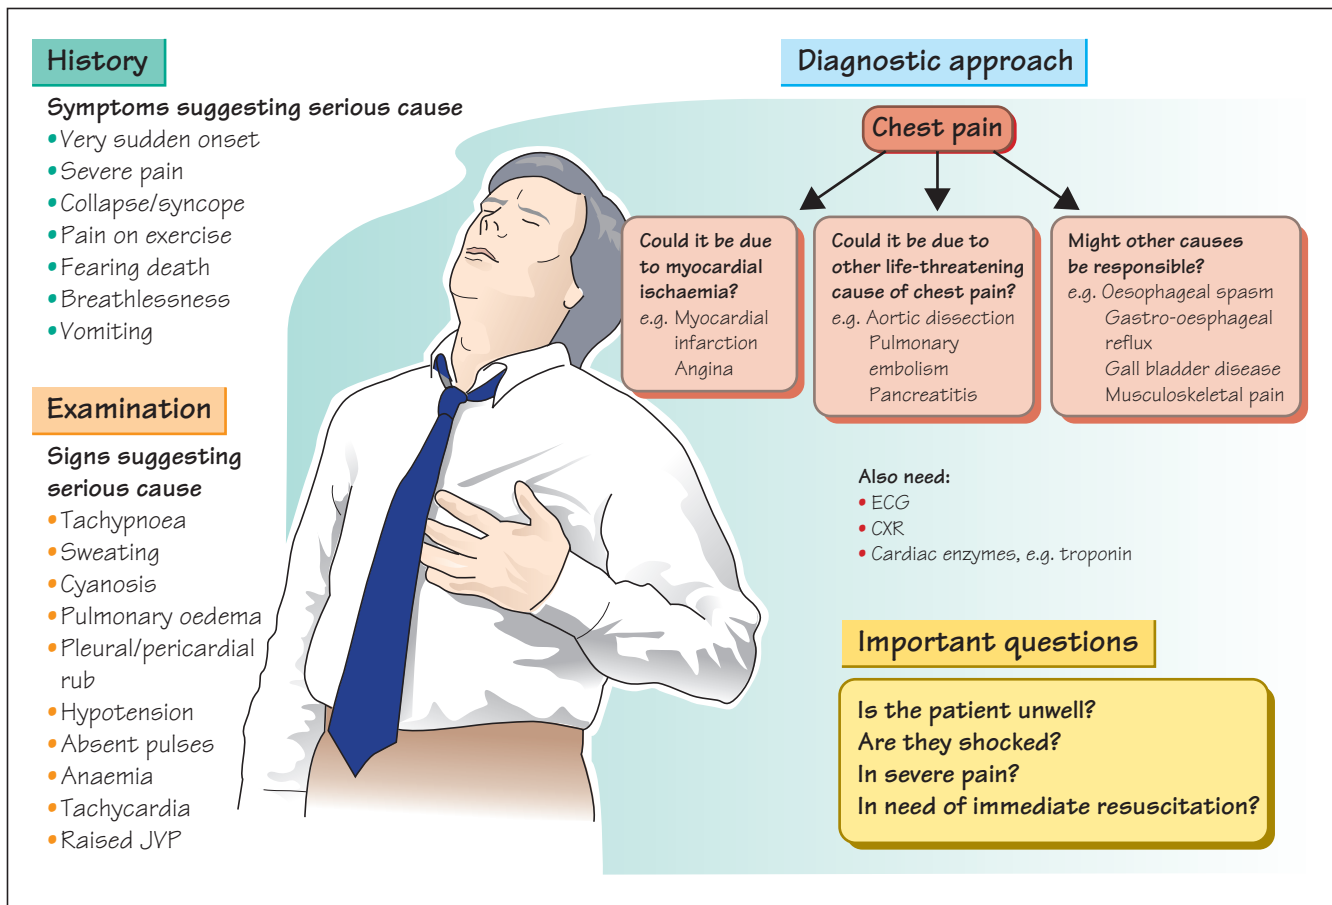 History
Symptoms suggesting serious cause
• Very sudden onset
• Severe pain
• Collapse/syncope
• Pain on exercise
• Fearing death
• Breathlessness
• Vomiting
Examination
Signs suggesting
serious cause
• Tachypnoea
• Sweating
• Cyanosis
• Pulmonary oedema
• Pleural/pericardial
rub
• Hypotension
• Absent pulses
• Anaemia
• Tachycardia
• Raised JVP
Diagnostic approach
Chest pain
Could it be due
to myocardial
ischaemia?
e.g. Myocardial
infarction
Angina
Could it be due to
other life-threatening
cause of chest pain?
e.g. Aortic dissection
Pulmonary
embolism
Pancreatitis
Might other causes
be responsible?
e.g. Oesophageal spasm
Gastro-oesphageal
reflux
Gall bladder disease
Musculoskeletal pain
Also need:
• ECG
• CXR
• Cardiac enzymes, e.g. troponin
Important questions
Is the patient unwell?
Are they shocked?
In severe pain?
In need of immediate resuscitation?